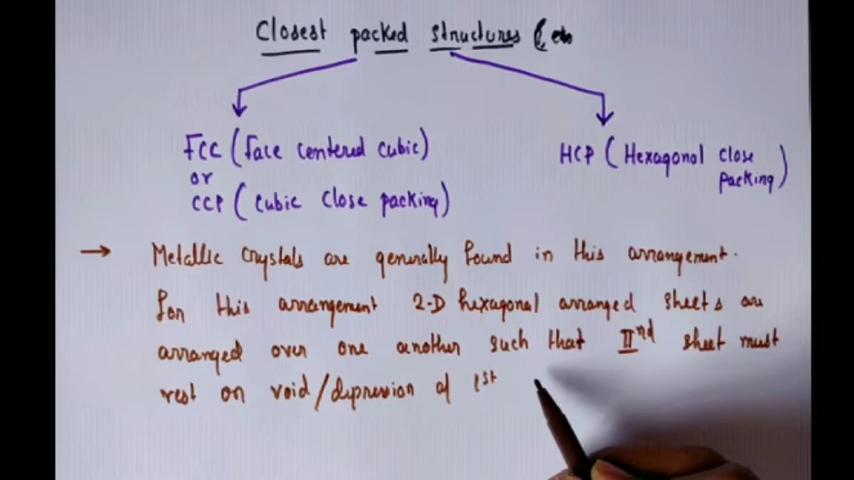 Closest packed structures (
FCC (face centered cubic)
or
CCP (cubic close packing)
HCP (Hexagonal close
packing)
→ Metallic crystals are generally found in this arrangement.
for this arrangement 2-D hexagonal arranged sheets are
arranged over one another such that IInd sheet must
rest on void/depression of 1st